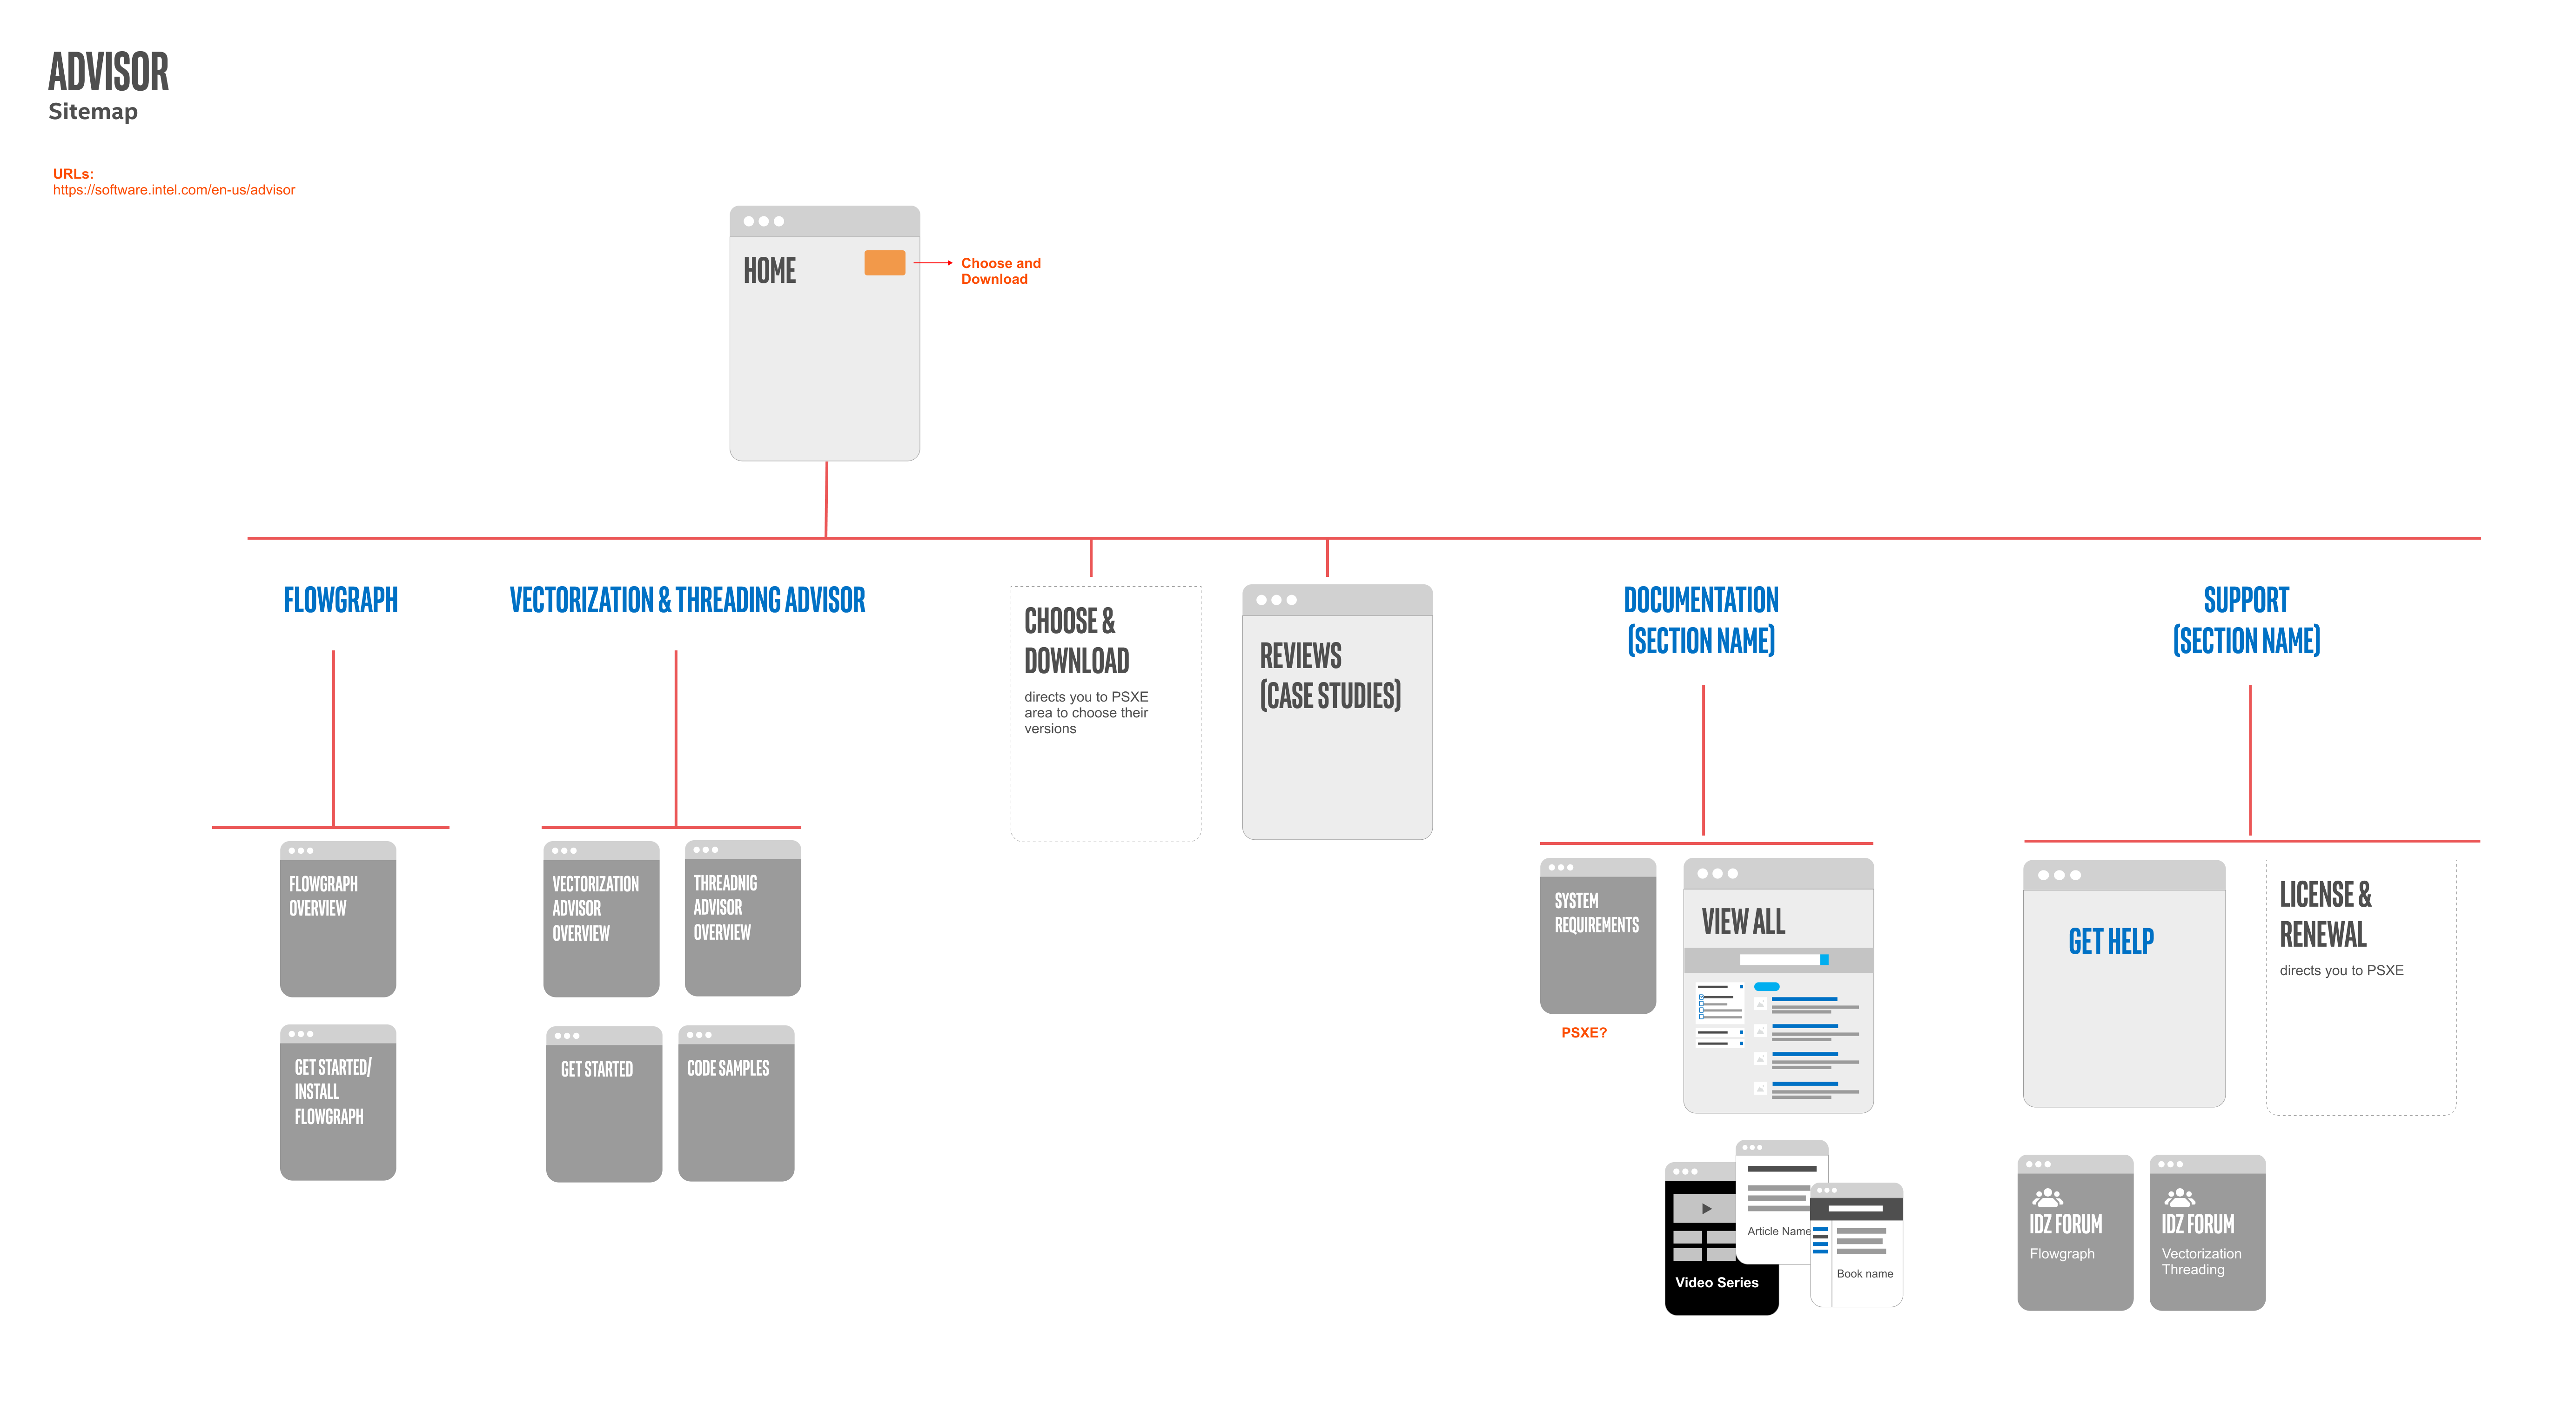 ADVISOR
Sitemap
URLs:
https://software.intel.com/en-us/advisor
HOME
Choose and
Download
FLOWGRAPH
VECTORIZATION & THREADING ADVISOR
CHOOSE &
DOWNLOAD
directs you to PSXE
area to choose their
versions
REVIEWS
(CASE STUDIES)
DOCUMENTATION
(SECTION NAME)
SUPPORT
(SECTION NAME)
FLOWGRAPH
OVERVIEW
VECTORIZATION
ADVISOR
OVERVIEW
THREADNIG
ADVISOR
OVERVIEW
GET STARTED/
INSTALL
FLOWGRAPH
GET STARTED
CODE SAMPLES
SYSTEM
REQUIREMENTS
PSXE?
VIEW ALL
Video Series
Article Name
Book name
GET HELP
LICENSE &
RENEWAL
directs you to PSXE
IDZ FORUM
Flowgraph
IDZ FORUM
Vectorization
Threading